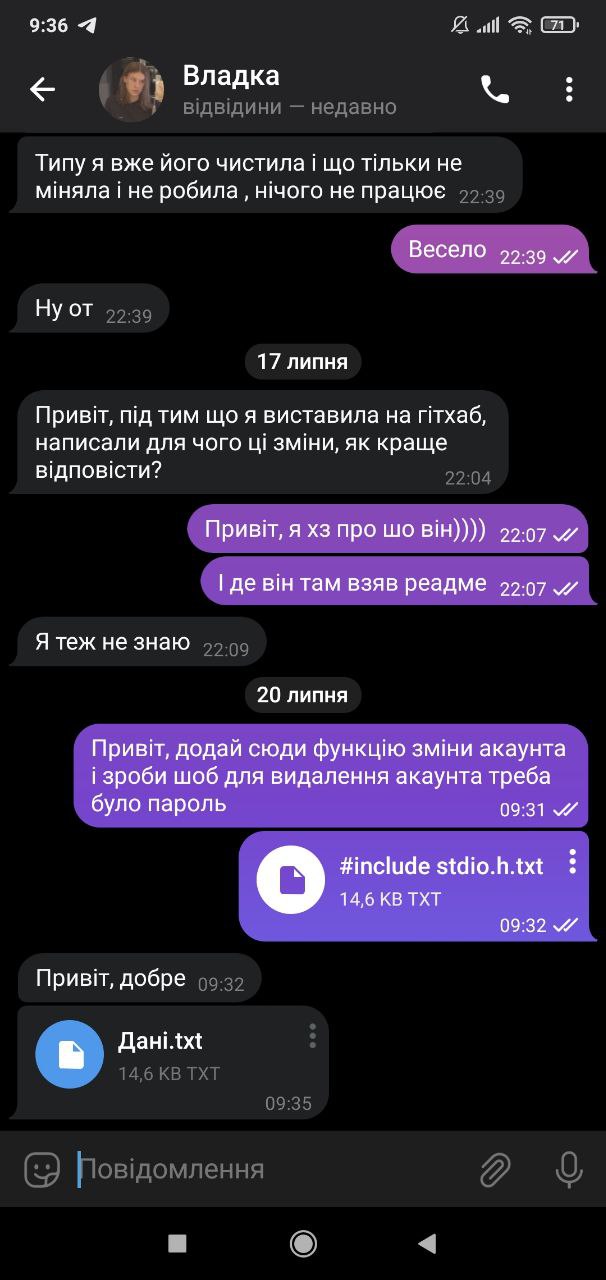 9:36
71
Владка
відвідини — недавно
Типу я вже його чистила і що тільки не
міняла і не робила , нічого не працює 22:39
Весело 22:39
Ну от 22:39
17 липня
Привіт, під тим що я виставила на гітхаб,
написали для чого ці зміни, як краще
відповісти? 22:04
Привіт, я хз про шо він)))) 22:07
І де він там взяв реадме 22:07
Я теж не знаю 22:09
20 липня
Привіт, додай сюди функцію зміни акаунта
і зроби шоб для видалення акаунта треба
було пароль 09:31
#include stdio.h.txt
14,6 KB TXT
09:32
Привіт, добре 09:32
Дані.txt
14,6 KB TXT
09:35
Повідомлення